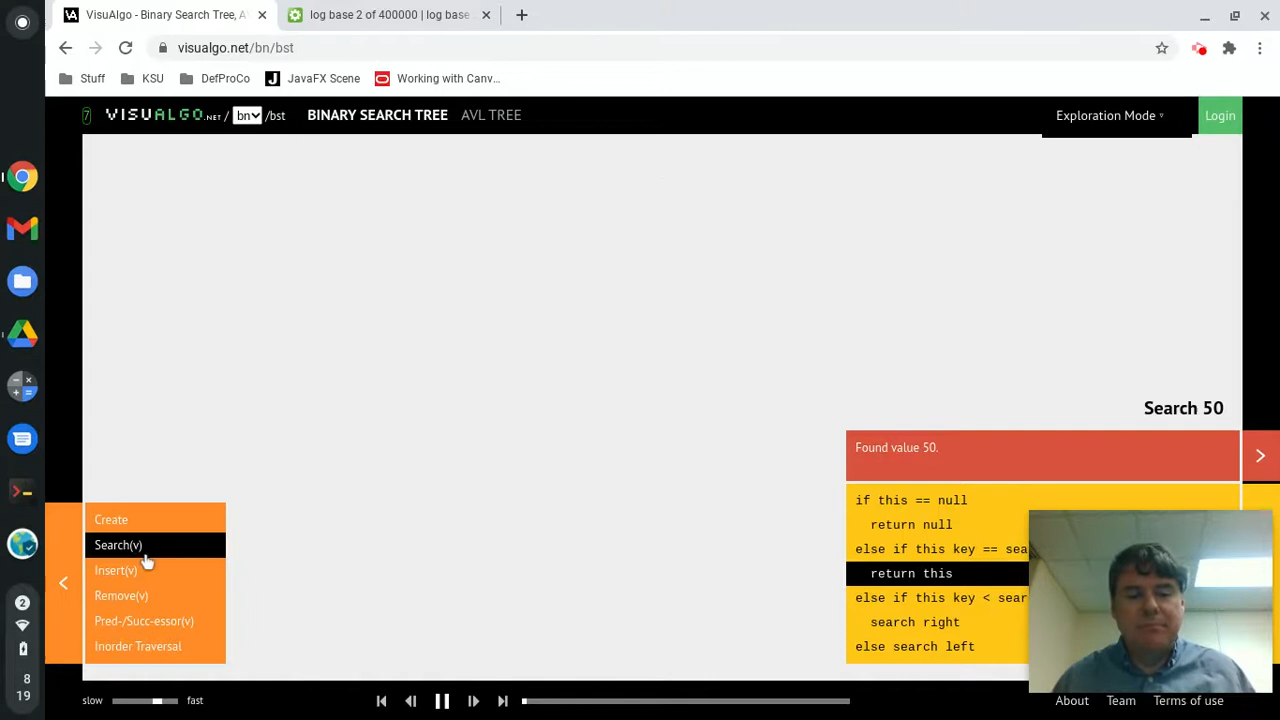 VisuAlgo - Binary Search Tree, A
log base 2 of 400000 | log base
visualgo.net/bn/bst
Stuff
KSU
DefProCo
JavaFX Scene
Working with Canv...
7
VISUALGO.NET / bn /bst
BINARY SEARCH TREE
AVL TREE
Exploration Mode
Login
Search 50
Found value 50.
if this == null
return null
else if this key == sea
return this
else if this key < sear
search right
else search left
Create
Search(v)
Insert(v)
Remove(v)
Pred-/Succ-essor(v)
Inorder Traversal
slow
fast
About
Team
Terms of use
2
8
19